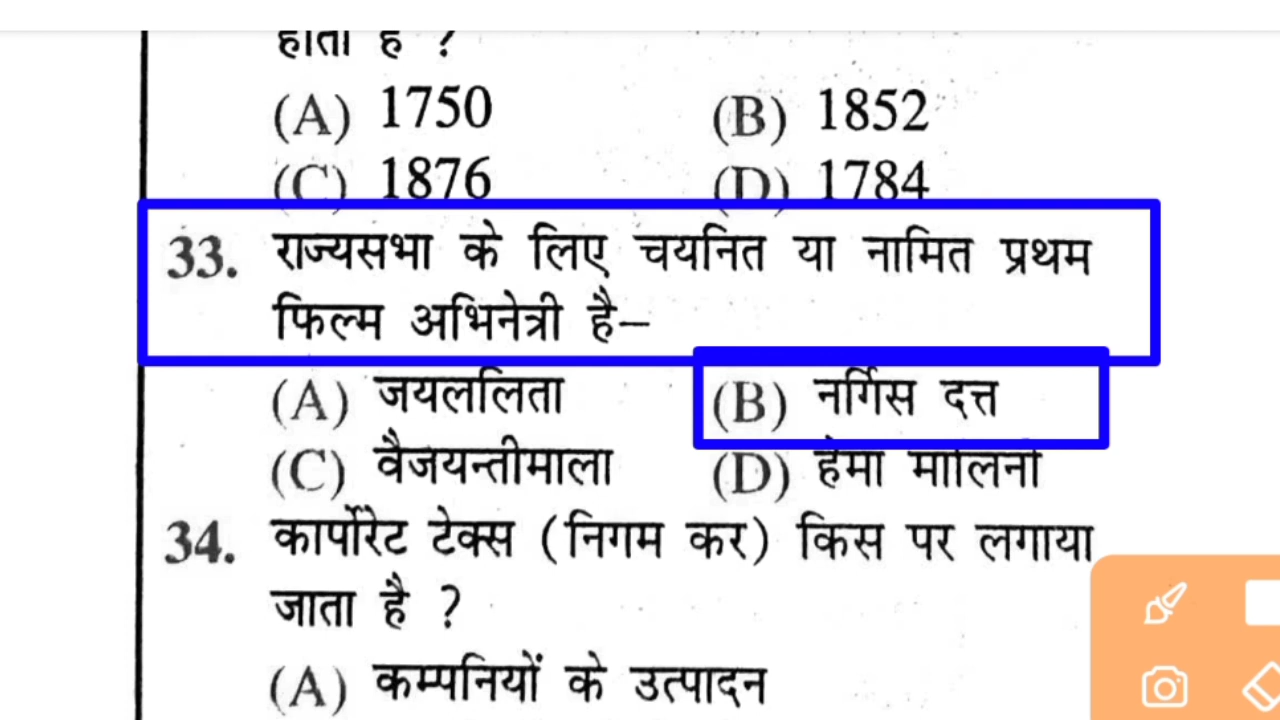 होता है ?
(A) 1750 (B) 1852
(C) 1876 (D) 1784
33. राज्यसभा के लिए चयनित या नामित प्रथम
फिल्म अभिनेत्री है–
(A) जयललिता (B) नर्गिस दत्त
(C) वैजयन्तीमाला (D) हेमा मालिनी
34. कार्पोरेट टेक्स (निगम कर) किस पर लगाया
जाता है ?
(A) कम्पनियों के उत्पादन